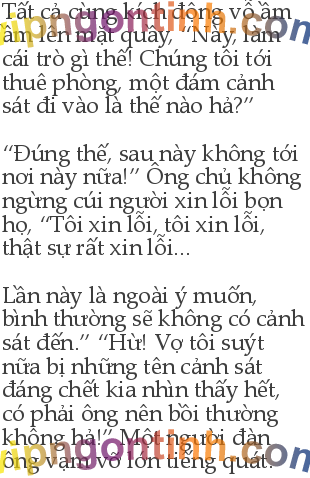 Tất cả cùng kích động vỗ ầm
ầm lên mặt quầy, “Này, làm
cái trò gì thế! Chúng tôi tới
thuê phòng, một đám cảnh
sát đi vào là thế nào hả?”
“Đúng thế, sau này không tới
nơi này nữa!” Ông chủ không
ngừng cúi người xin lỗi bọn
họ, “Tôi xin lỗi, tôi xin lỗi,
thật sự rất xin lỗi...
Lần này là ngoài ý muốn,
bình thường sẽ không có cảnh
sát đến.” “Hừ! Vợ tôi suýt
nữa bị những tên cảnh sát
đáng chết kia nhìn thấy hết,
có phải ông nên bồi thường
không hả!” Một người đàn
ông vạm vỡ lớn tiếng quát.
vipngontinh.com
vipngontinh.com